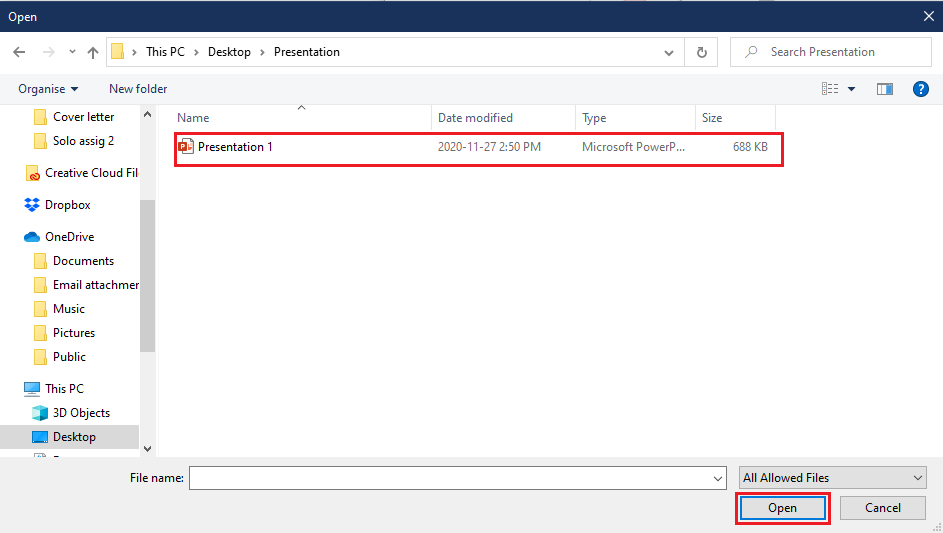 Open
This PC > Desktop > Presentation
Search Presentation
Organise
New folder
?
Name
Date modified
Type
Size
Cover letter
Solo assig 2
Creative Cloud Fil
Dropbox
OneDrive
Documents
Email attachmer
Music
Pictures
Public
This PC
3D Objects
Desktop
Presentation 1
2020-11-27 2:50 PM
Microsoft PowerP...
688 KB
File name:
All Allowed Files
Open
Cancel